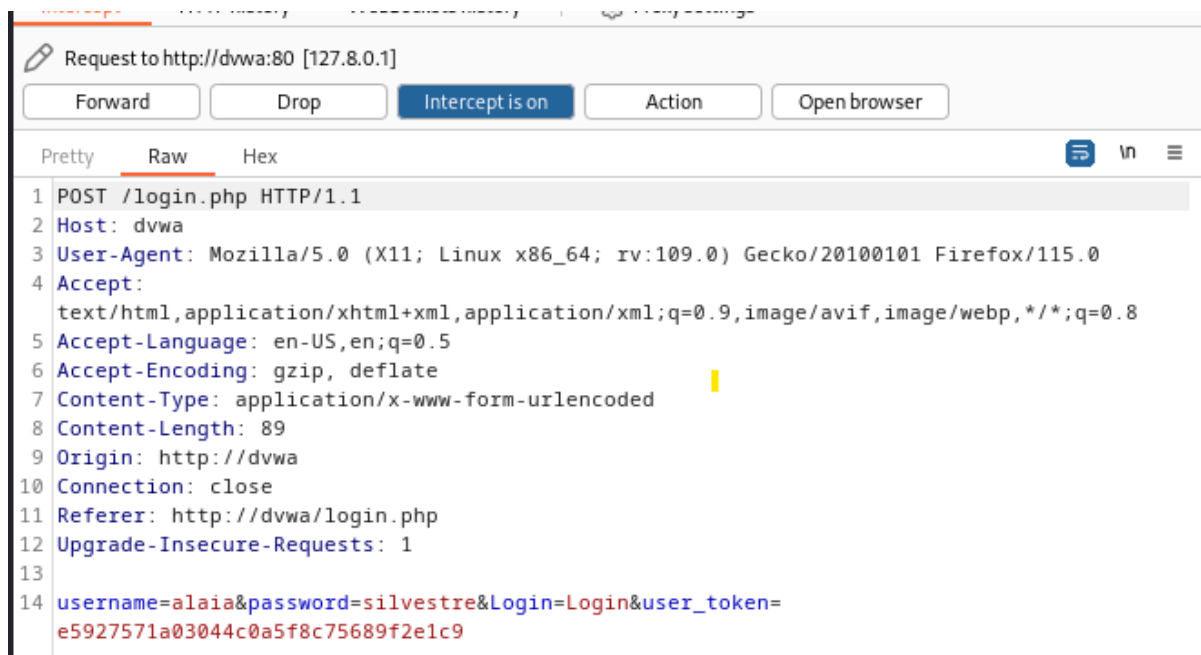 Request to http://dvwa:80 [127.8.0.1]
Forward Drop Intercept is on Action Open browser
Pretty Raw Hex \n
1 POST /login.php HTTP/1.1
2 Host: dvwa
3 User-Agent: Mozilla/5.0 (X11; Linux x86_64; rv:109.0) Gecko/20100101 Firefox/115.0
4 Accept:
text/html,application/xhtml+xml,application/xml;q=0.9,image/avif,image/webp,*/*;q=0.8
5 Accept-Language: en-US,en;q=0.5
6 Accept-Encoding: gzip, deflate
7 Content-Type: application/x-www-form-urlencoded
8 Content-Length: 89
9 Origin: http://dvwa
10 Connection: close
11 Referer: http://dvwa/login.php
12 Upgrade-Insecure-Requests: 1
13
14 username=alaia&password=silvestre&Login=Login&user_token=
e5927571a03044c0a5f8c75689f2e1c9